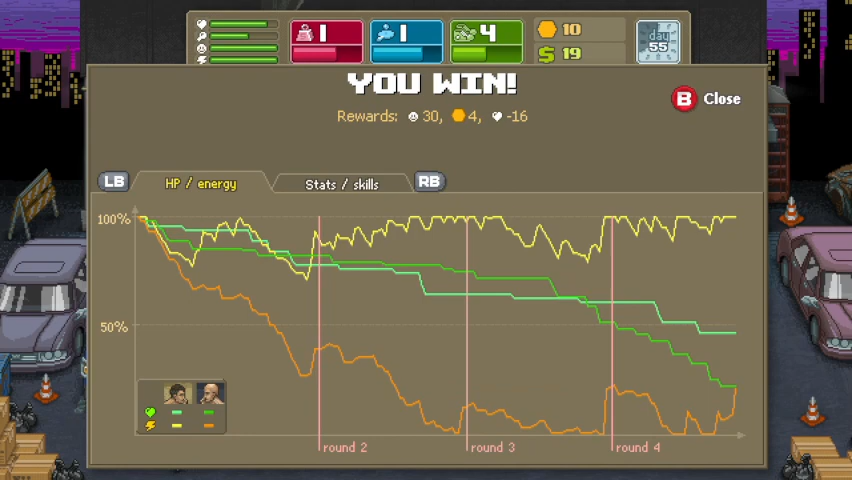 1
1
4
10
19
day
55
YOU WIN!
Rewards: 30, 4, -16
B Close
LB HP / energy Stats / skills RB
100%
50%
round 2 round 3 round 4